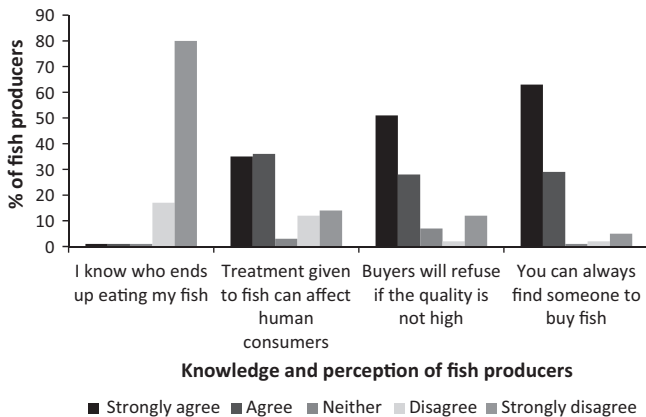 90
80
70
60
50
40
30
20
10
0
% of fish producers
I know who ends
up eating my fish
Treatment given
to fish can affect
human
consumers
Buyers will refuse
if the quality is
not high
You can always
find someone to
buy fish
Knowledge and perception of fish producers
Strongly agree Agree Neither Disagree Strongly disagree